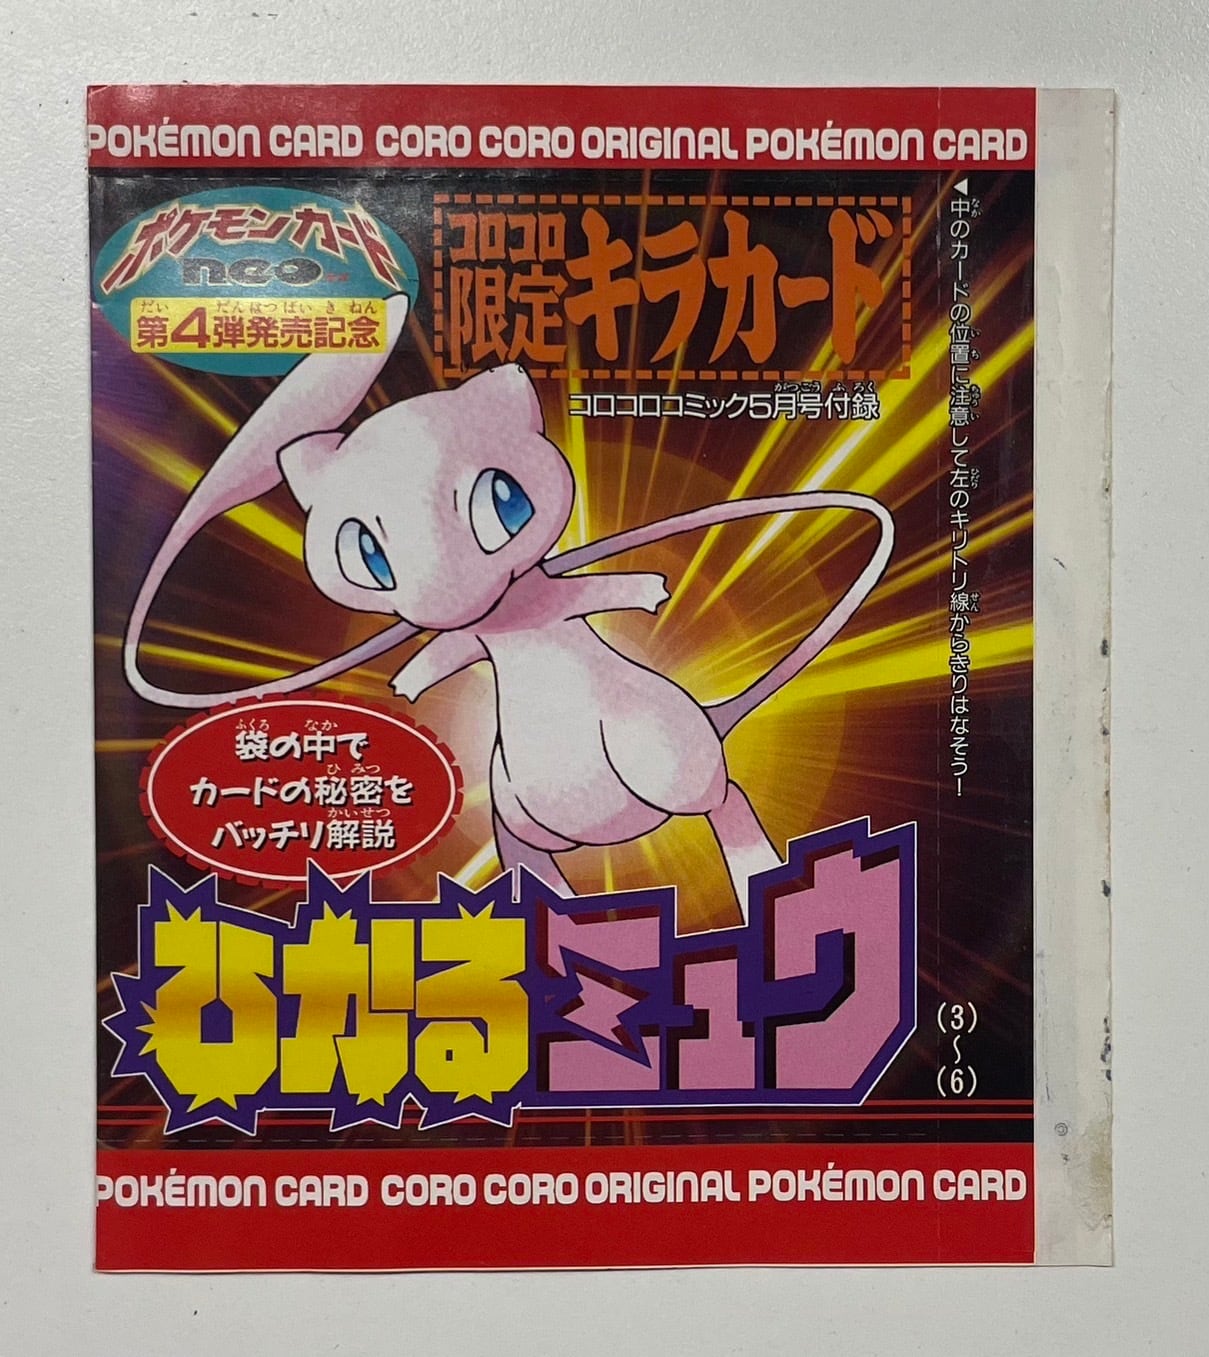 POKÉMON CARD CORO CORO ORIGINAL POKÉMON CARD
ポケモンカード
neo
第4弾発売記念
コロコロ
限定
キラカード
コロコロコミック5月号付録
◀中のカードの位置に注意して左のキリトリ線からきりはなそう!
袋の中で
カードの秘密を
バッチリ解説
ひかるミュウ
(3)
〜
(6)
POKÉMON CARD CORO CORO ORIGINAL POKÉMON CARD